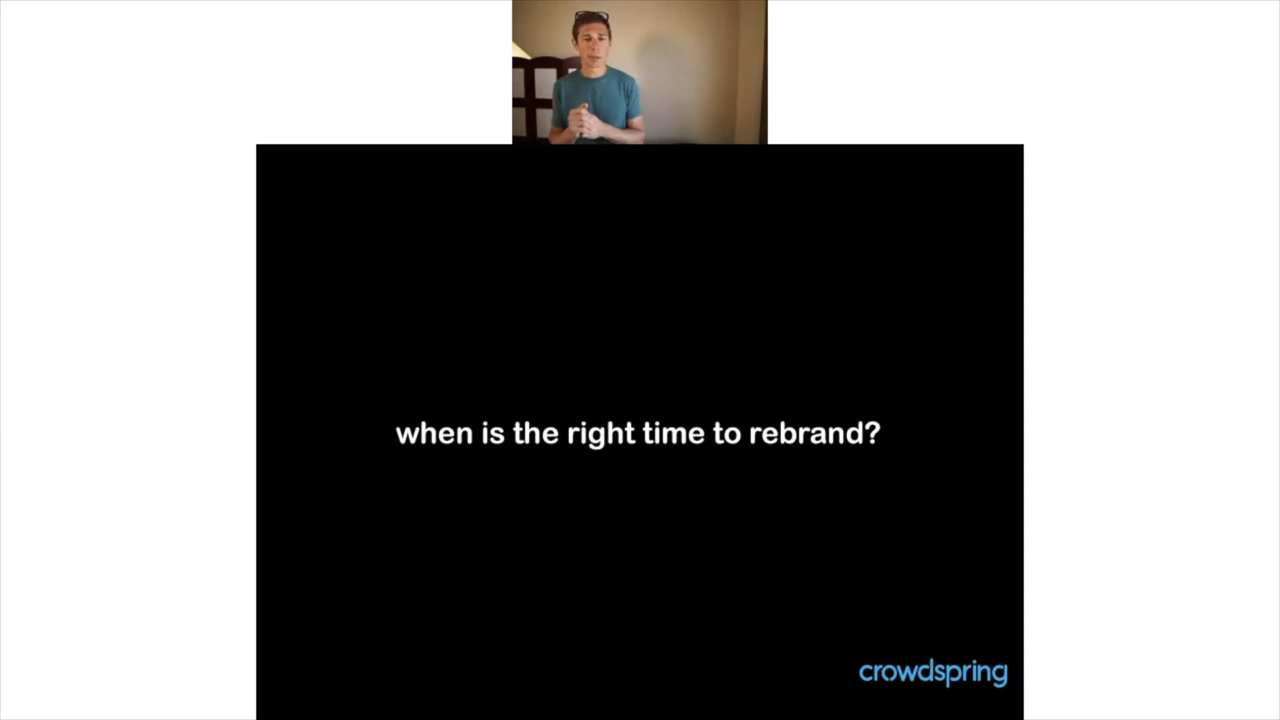 when is the right time to rebrand?
crowdspring